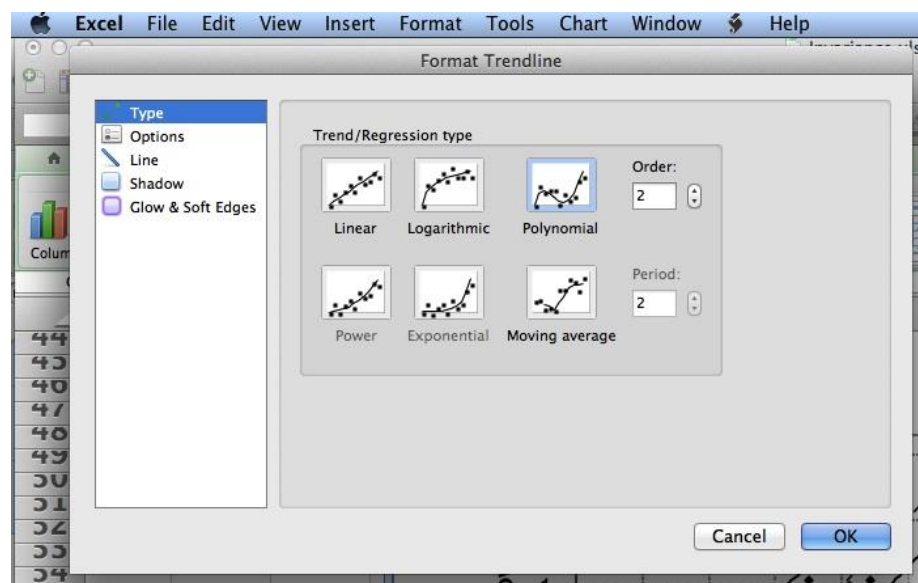 Excel File Edit View Insert Format Tools Chart Window Help
Format Trendline
Type
Options
Line
Shadow
Glow & Soft Edges
Trend/Regression type
Order:
2
Linear Logarithmic Polynomial
Period:
2
Power Exponential Moving average
Colum
44
45
46
47
48
49
50
51
52
53
54
Cancel OK